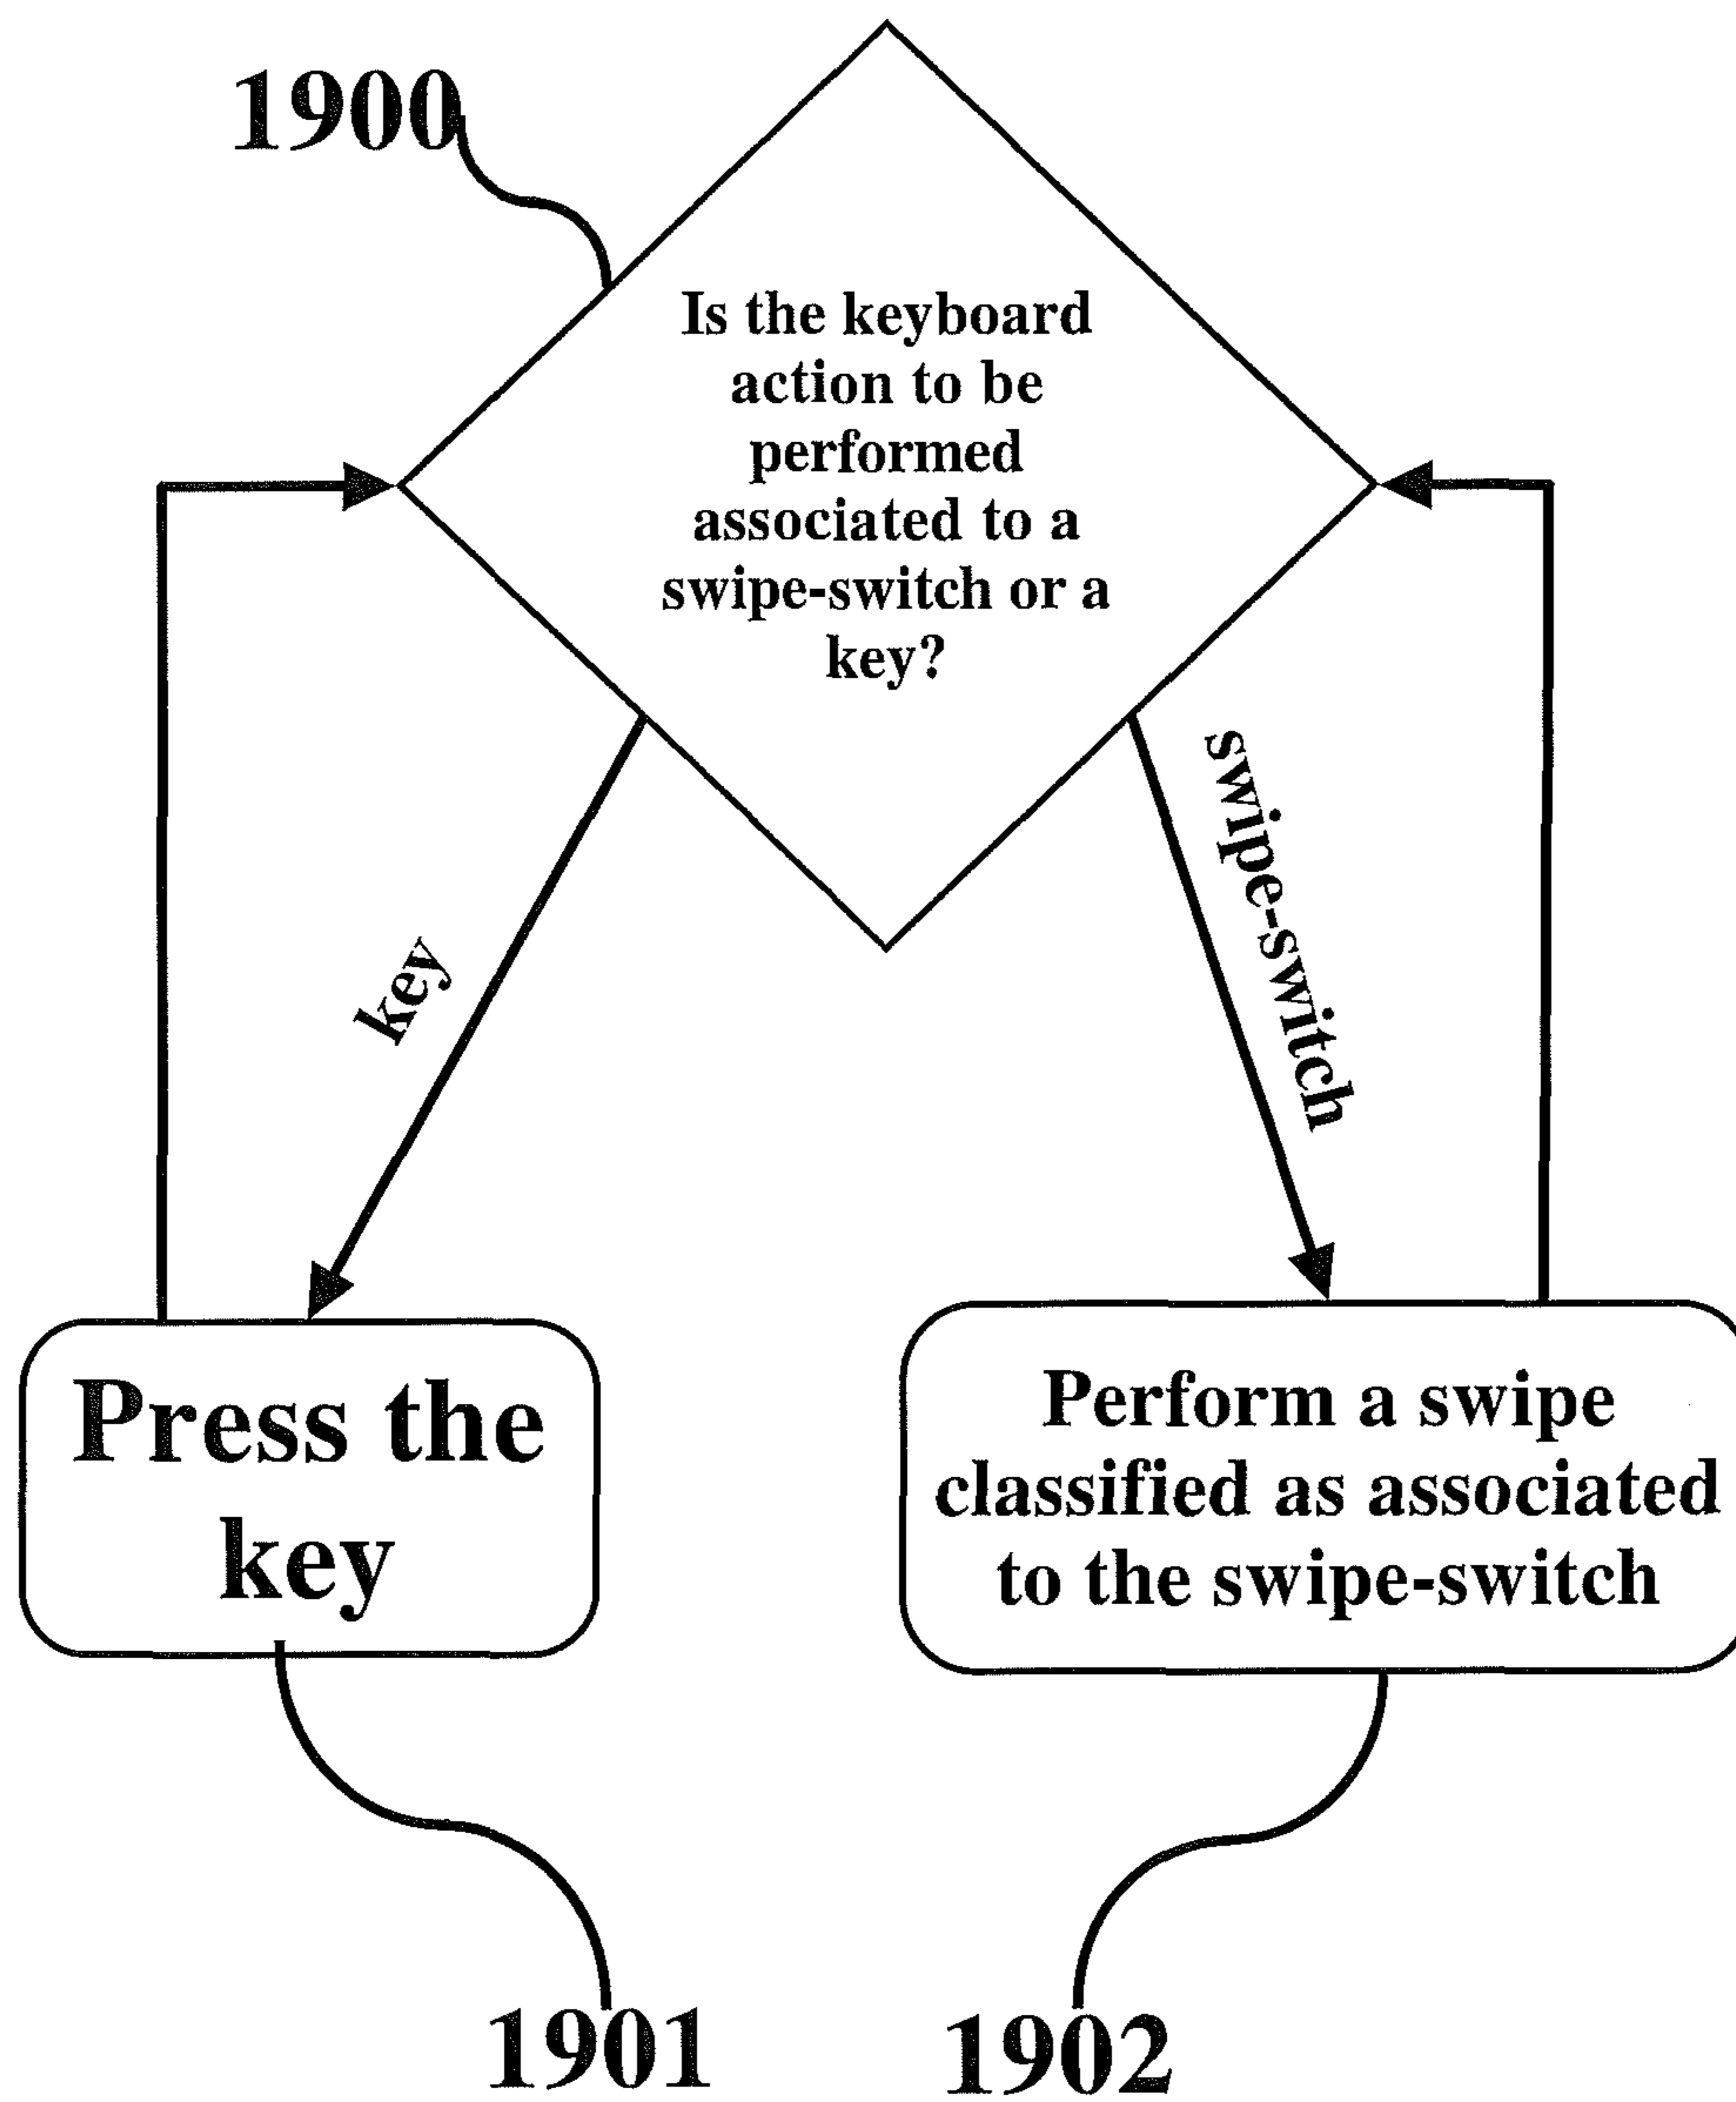 1900
Is the keyboard
action to be
performed
associated to a
swipe-switch or a
key?
key
swipe-switch
Press the
key
Perform a swipe
classified as associated
to the swipe-switch
1901
1902